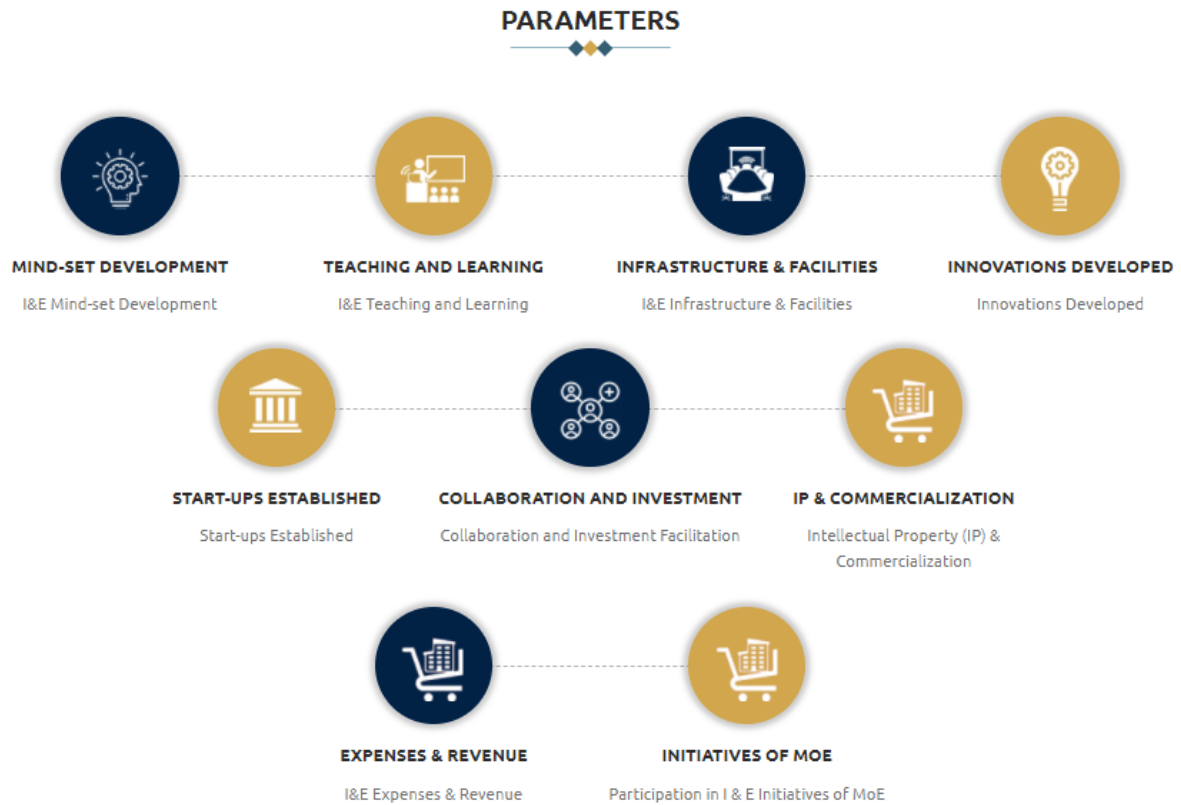 PARAMETERS
MIND-SET DEVELOPMENT
I&E Mind-set Development
TEACHING AND LEARNING
I&E Teaching and Learning
INFRASTRUCTURE & FACILITIES
I&E Infrastructure & Facilities
INNOVATIONS DEVELOPED
Innovations Developed
START-UPS ESTABLISHED
Start-ups Established
COLLABORATION AND INVESTMENT
Collaboration and Investment Facilitation
IP & COMMERCIALIZATION
Intellectual Property (IP) &
Commercialization
EXPENSES & REVENUE
I&E Expenses & Revenue
INITIATIVES OF MOE
Participation in I & E Initiatives of MoE